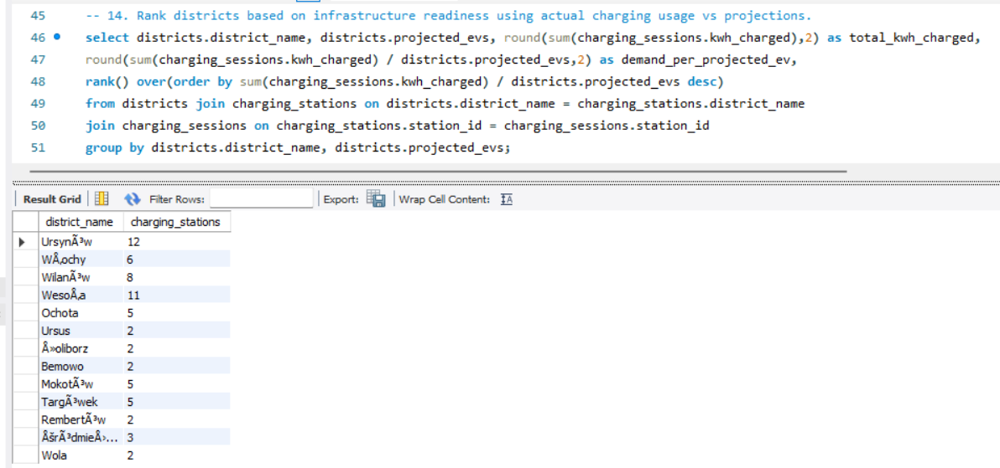 45 -- 14. Rank districts based on infrastructure readiness using actual charging usage vs projections.
46 select districts.district_name, districts.projected_evs, round(sum(charging_sessions.kwh_charged),2) as total_kwh_charged,
47 round(sum(charging_sessions.kwh_charged) / districts.projected_evs,2) as demand_per_projected_ev,
48 rank() over(order by sum(charging_sessions.kwh_charged) / districts.projected_evs desc)
49 from districts join charging_stations on districts.district_name = charging_stations.district_name
50 join charging_sessions on charging_stations.station_id = charging_sessions.station_id
51 group by districts.district_name, districts.projected_evs;
Result Grid Filter Rows: Export: Wrap Cell Content: IA
district_name charging_stations
UrsynÃ³w 12
WÅ‚ochy 6
WilanÃ³w 8
WesoÅ‚a 11
Ochota 5
Ursus 2
Å»oliborz 2
Bemowo 2
MokotÃ³w 5
TargÃ³wek 5
RembertÃ³w 2
ÅšrÃ³dmieÅ›... 3
Wola 2